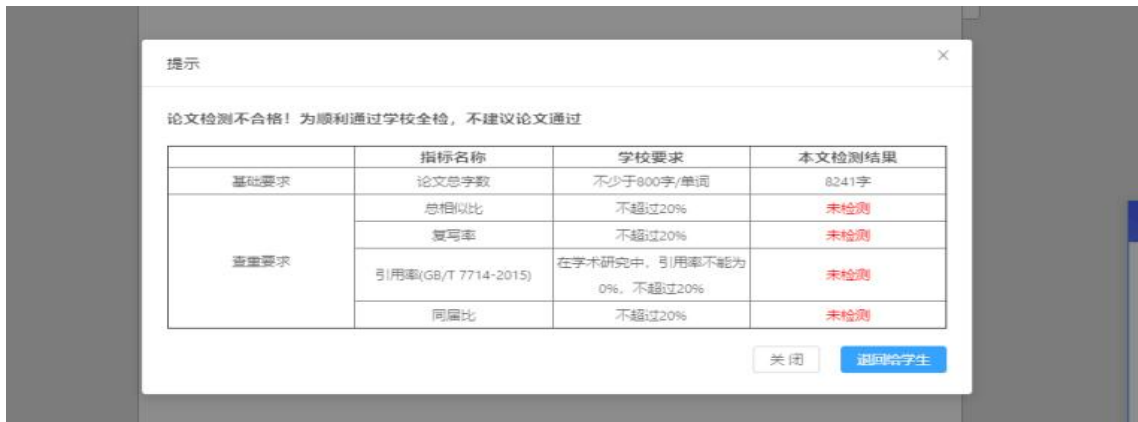 提示
×
论文检测不合格！为顺利通过学校全检，不建议论文通过
指标名称 学校要求 本文检测结果
基础要求 论文总字数 不少于800字/单词 8241字
总相似比 不超过20% 未检测
复写率 不超过20% 未检测
查重要求 引用率(GB/T 7714-2015) 在学术研究中，引用率不能为
0%，不超过20% 未检测
同届比 不超过20% 未检测
关闭 退回给学生